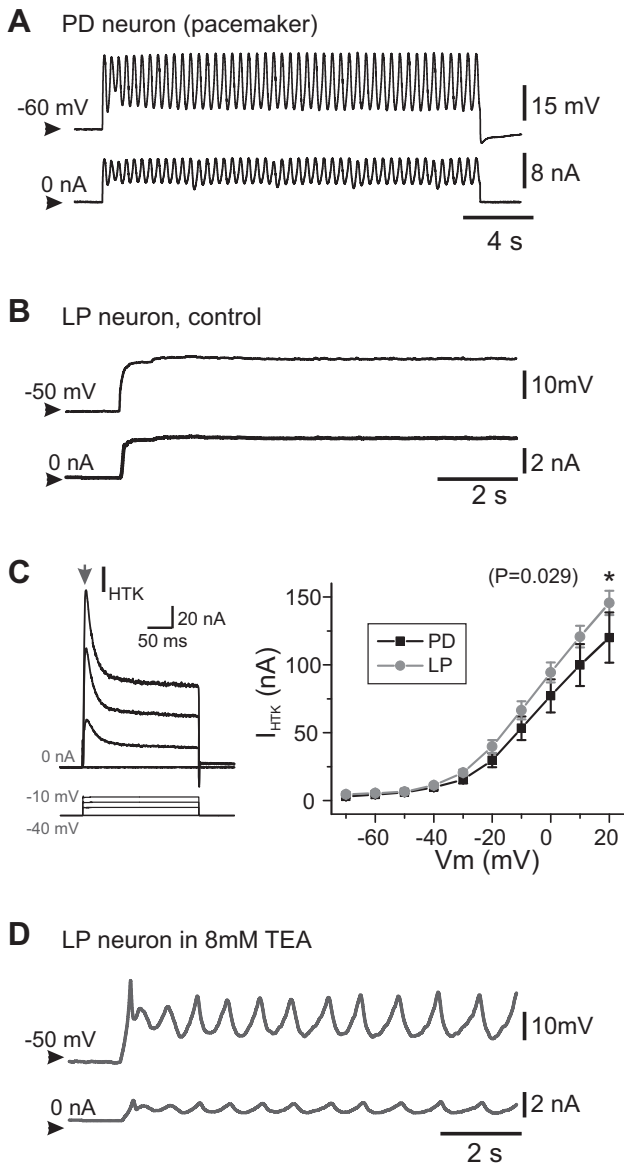 A PD neuron (pacemaker)
-60 mV
15 mV
0 nA
8 nA
4 s
B LP neuron, control
-50 mV
10mV
0 nA
2 nA
2 s
C
I HTK
20 nA
50 ms
0 nA
-10 mV
-40 mV
(P=0.029) *
PD
LP
I HTK (nA)
150
100
50
0
-60 -40 -20 0 20
Vm (mV)
D LP neuron in 8mM TEA
-50 mV
10mV
0 nA
2 nA
2 s